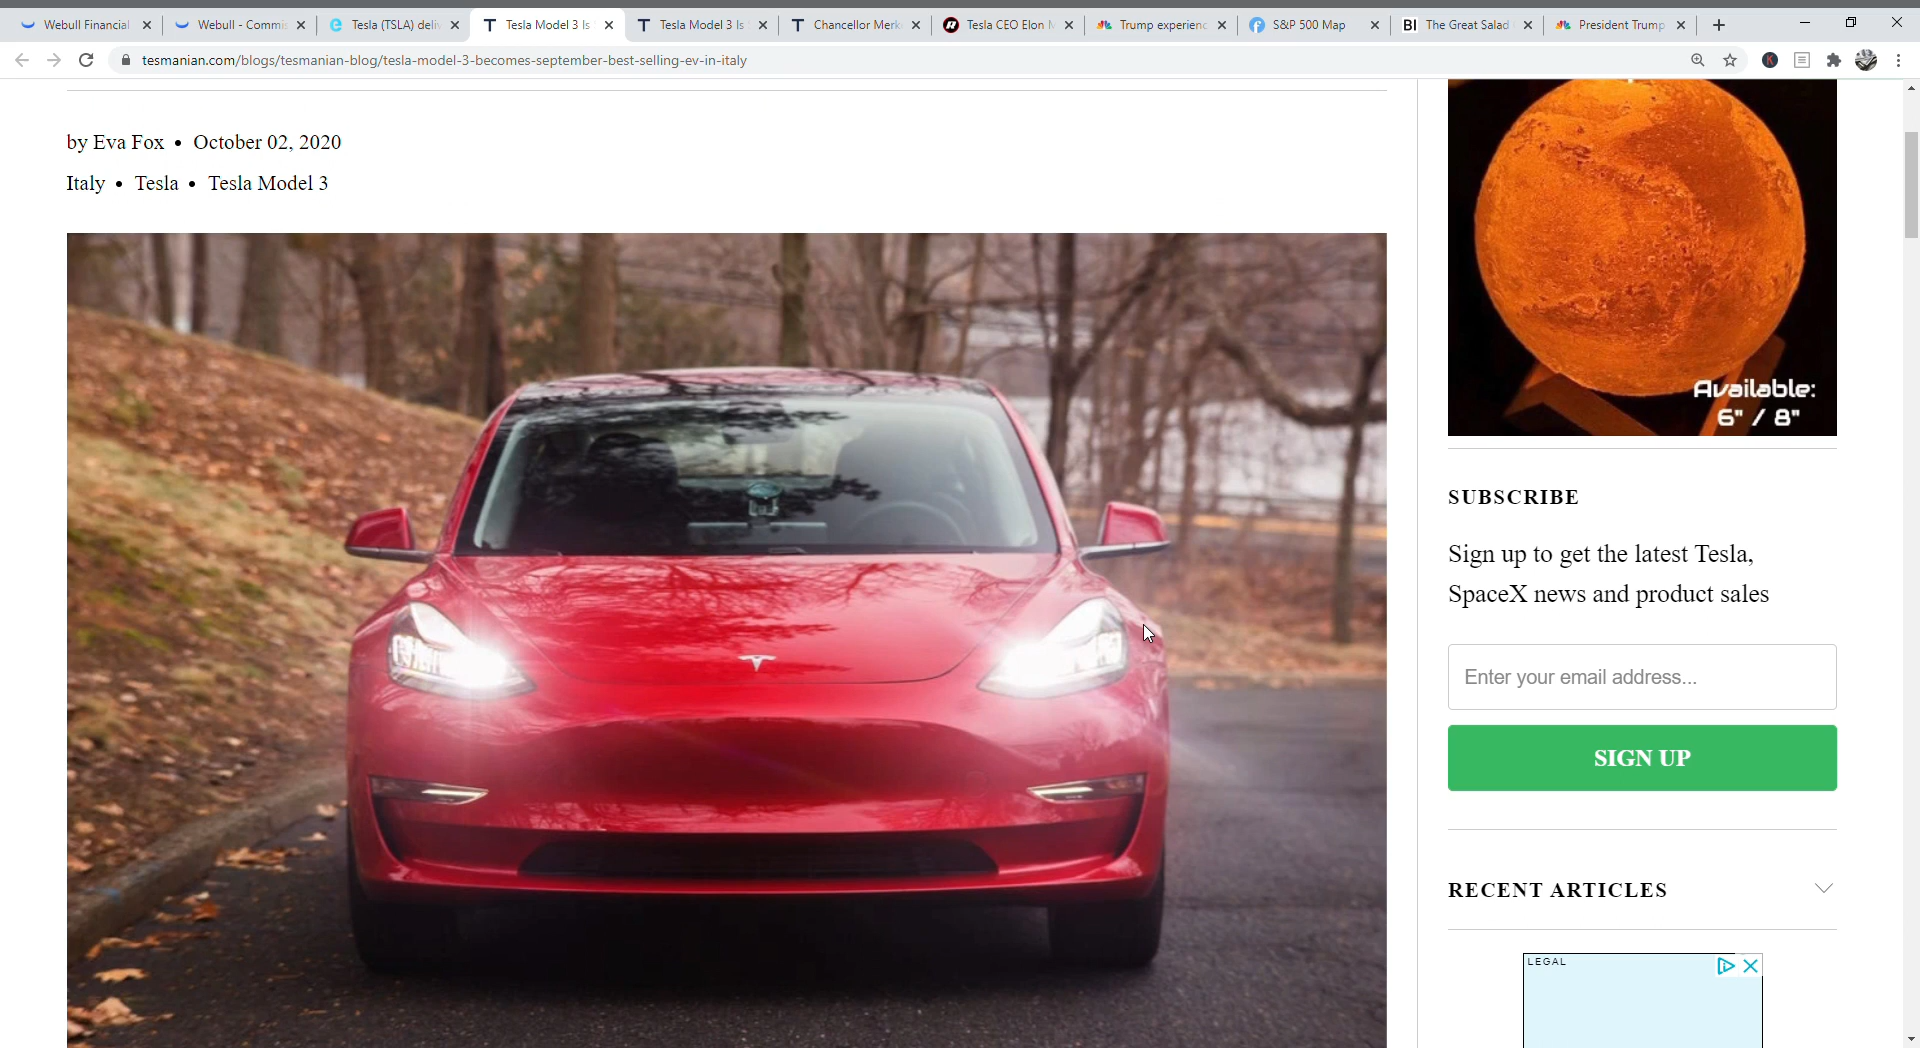 Webull Financial
Webull - Commis
Tesla (TSLA) deliv
Tesla Model 3 Is
Tesla Model 3 Is
Chancellor Merk
Tesla CEO Elon M
Trump experienc
S&P 500 Map
BI The Great Salad
President Trump
tesmanian.com/blogs/tesmanian-blog/tesla-model-3-becomes-september-best-selling-ev-in-italy
K
by Eva Fox • October 02, 2020
Italy • Tesla • Tesla Model 3
Available:
6" / 8"
SUBSCRIBE
Sign up to get the latest Tesla,
SpaceX news and product sales
Enter your email address...
SIGN UP
RECENT ARTICLES
LEGAL